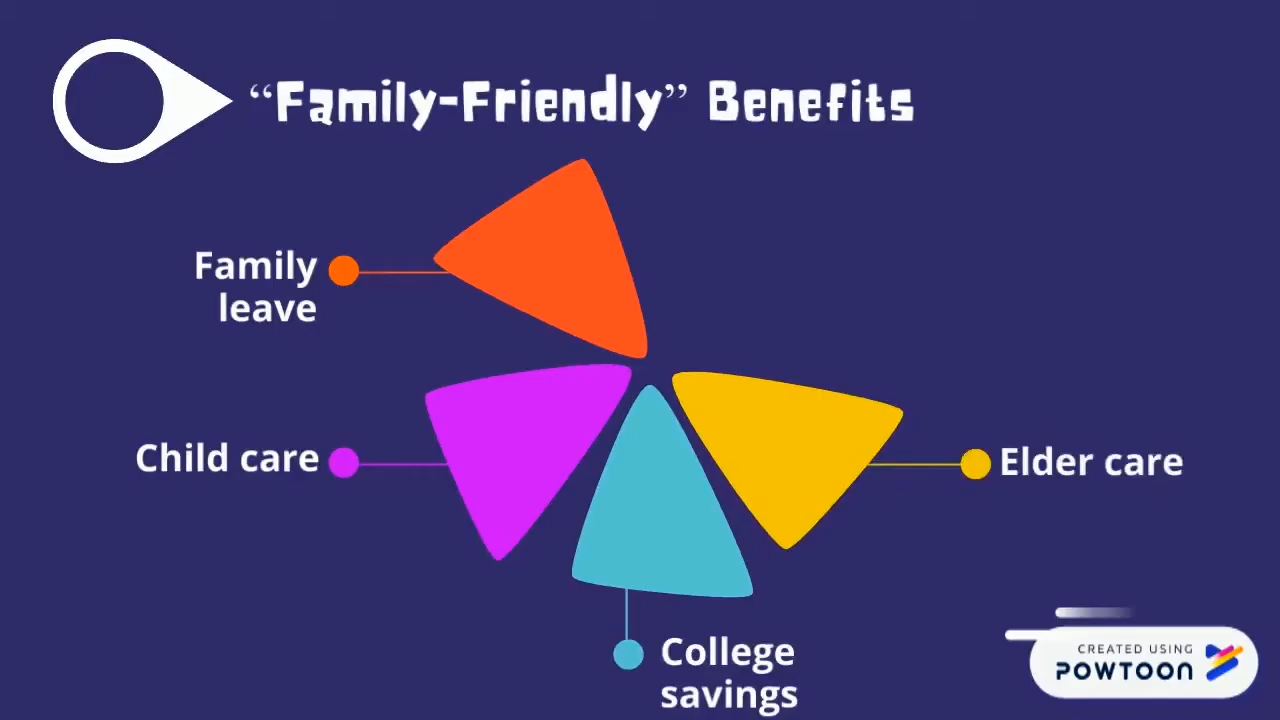 “Family-Friendly” Benefits
Family
leave
Child care
Elder care
College
savings
CREATED USING
POWTOON